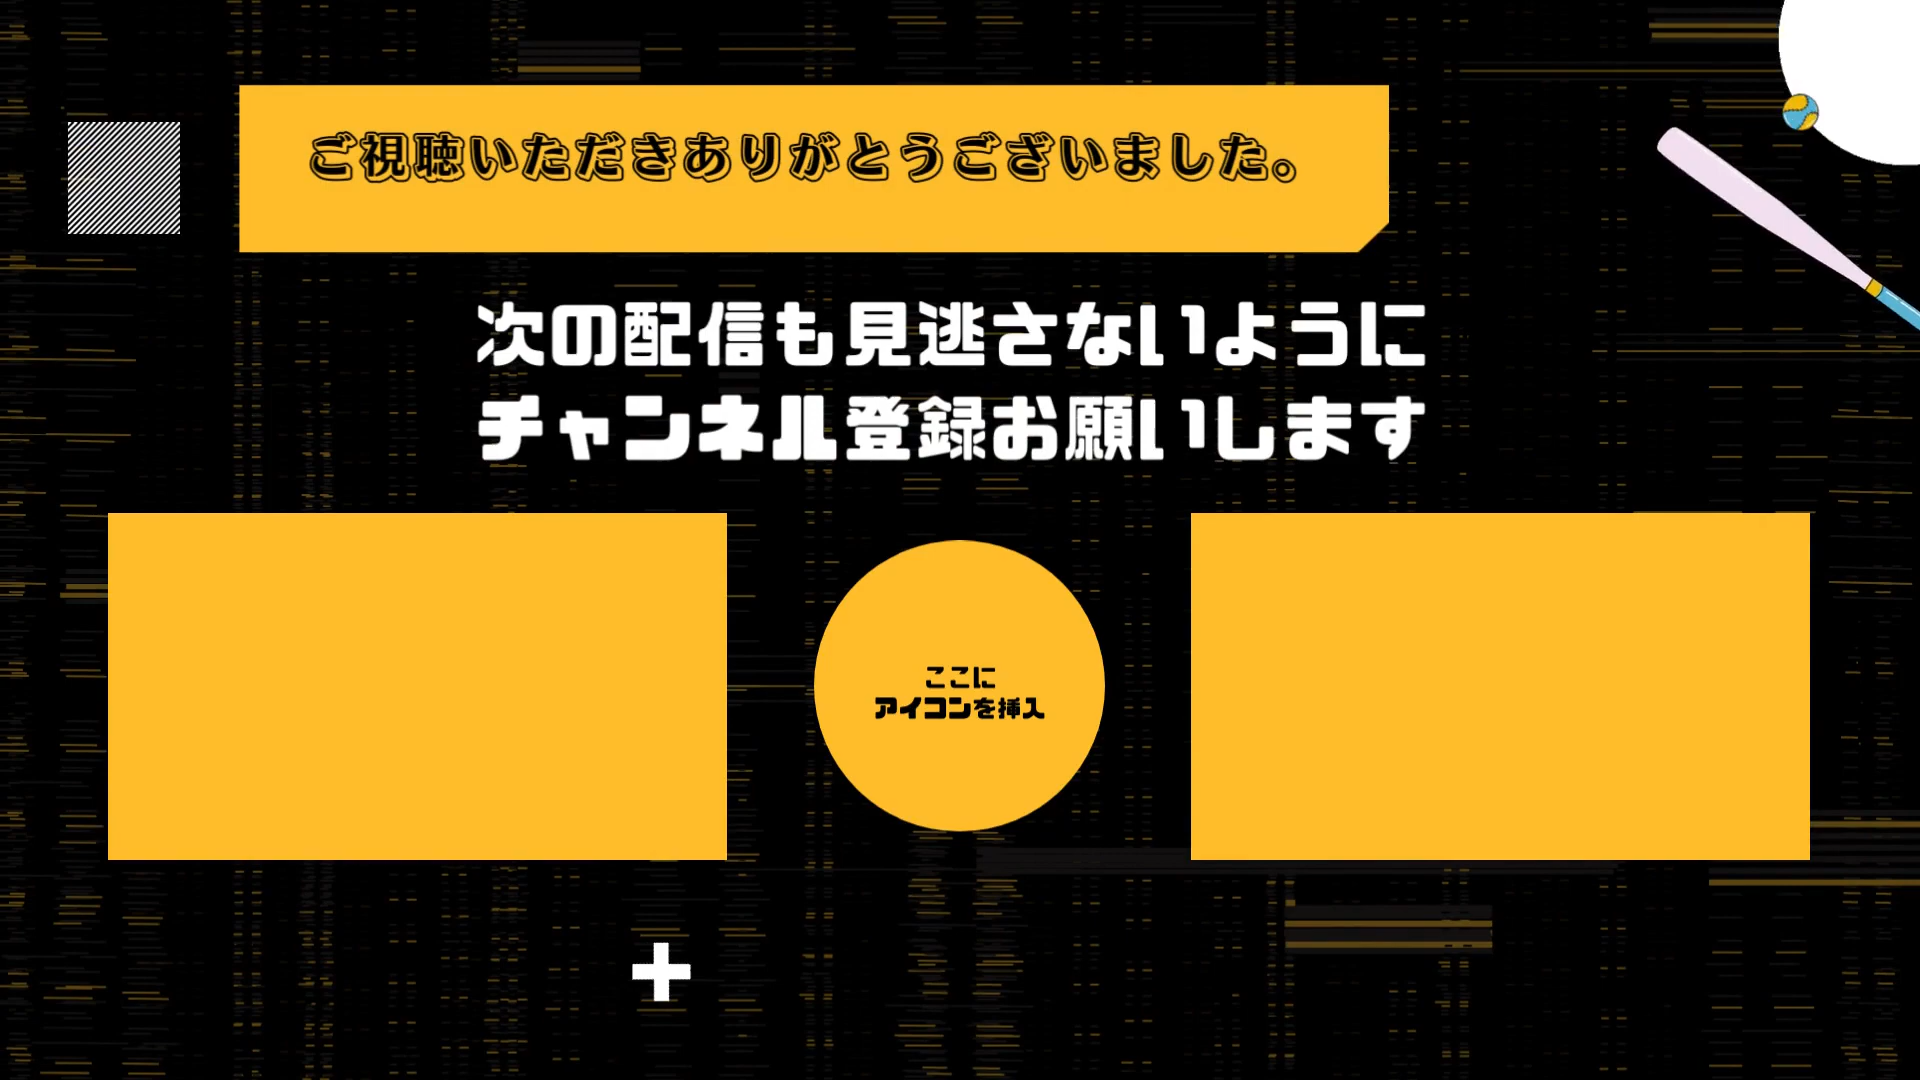 ご視聴いただきありがとうございました。
次の配信も見逃さないように
チャンネル登録お願いします
ここに
アイコンを挿入